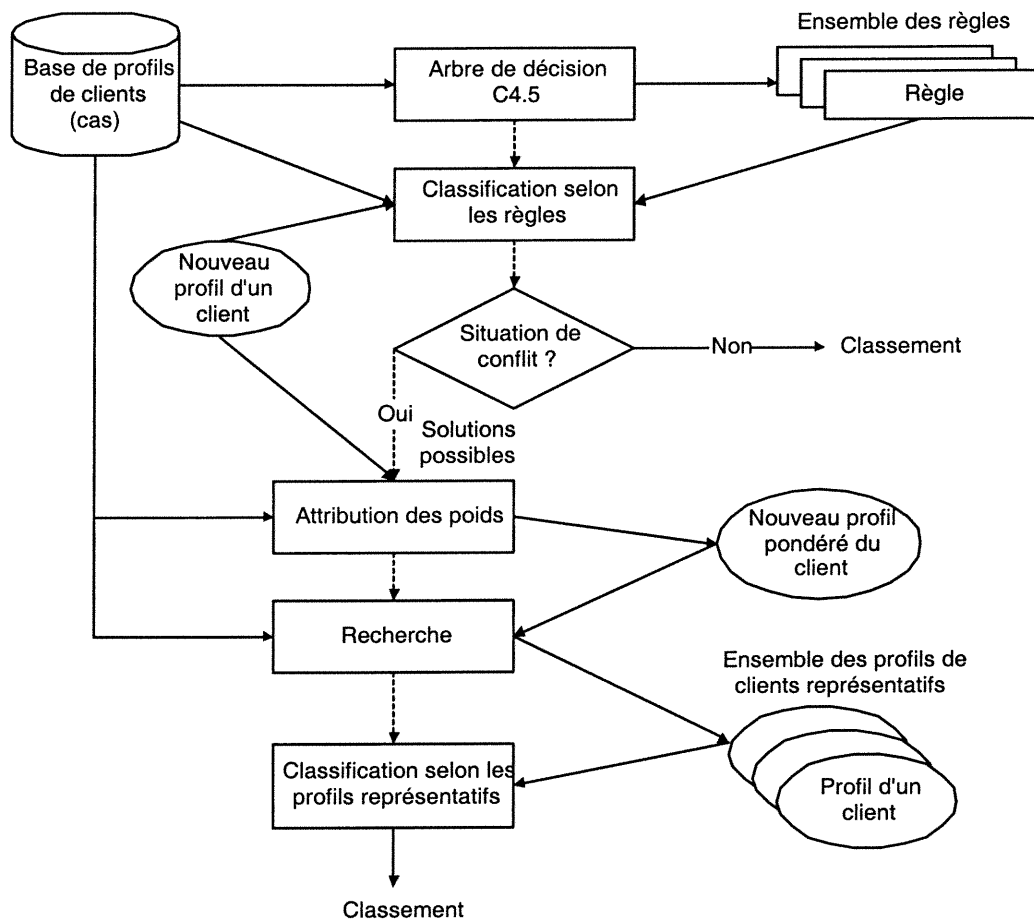 Ensemble des règles
Base de profils
de clients
(cas)
Arbre de décision
C4.5
Règle
Classification selon
les règles
Nouveau
profil d'un
client
Situation de
conflit ?
Non
Classement
Oui
Solutions
possibles
Attribution des poids
Nouveau profil
pondéré du
client
Recherche
Ensemble des profils de
clients représentatifs
Classification selon les
profils représentatifs
Profil d'un
client
Classement